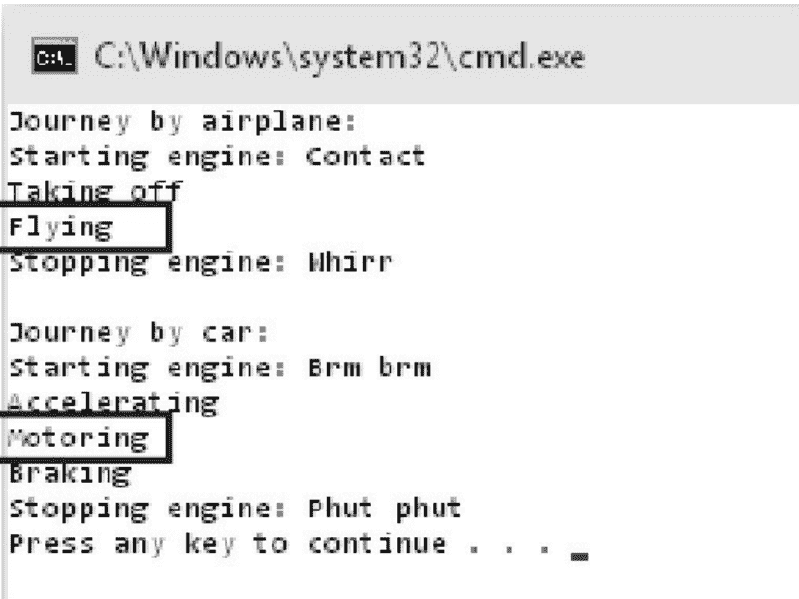 C:\Windows\system32\cmd.exe
Journey by airplane:
Starting engine: Contact
Taking off
Flying
Stopping engine: Whirr
Journey by car:
Starting engine: Brm brm
Accelerating
Motoring
Braking
Stopping engine: Phut phut
Press any key to continue . . . _